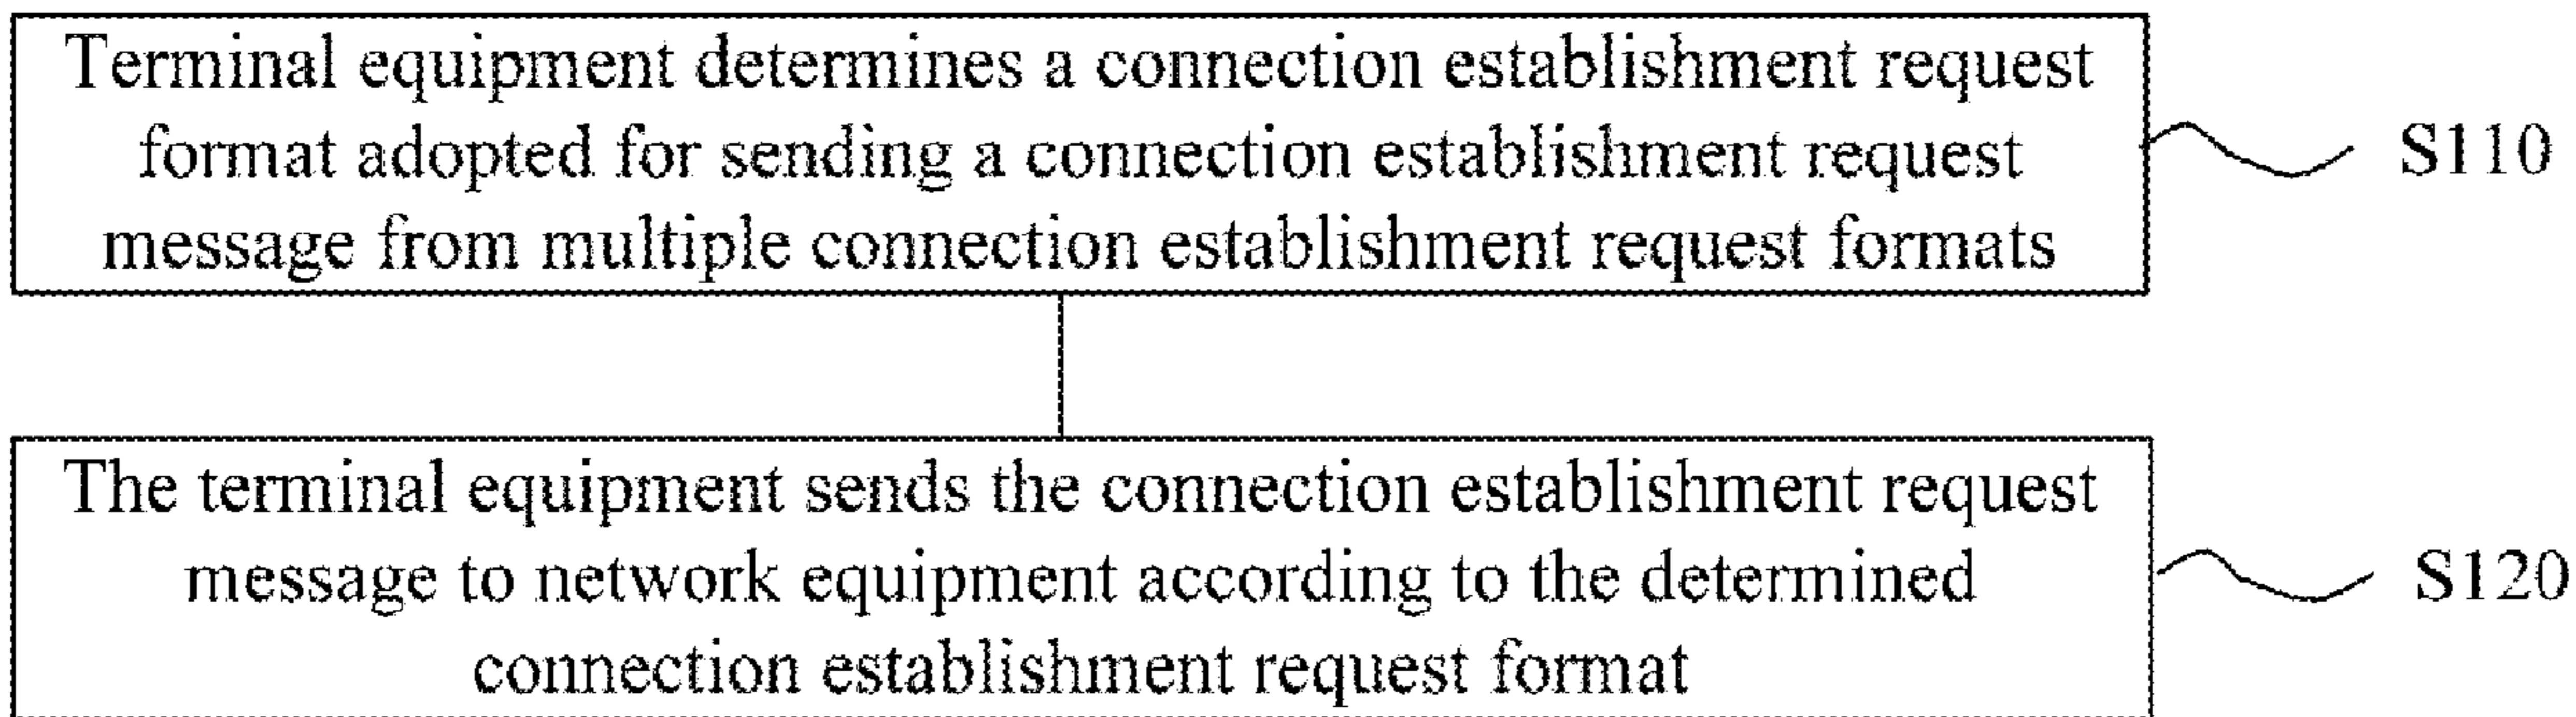 Terminal equipment determines a connection establishment request
format adopted for sending a connection establishment request
message from multiple connection establishment request formats
S110
The terminal equipment sends the connection establishment request
message to network equipment according to the determined
connection establishment request format
S120